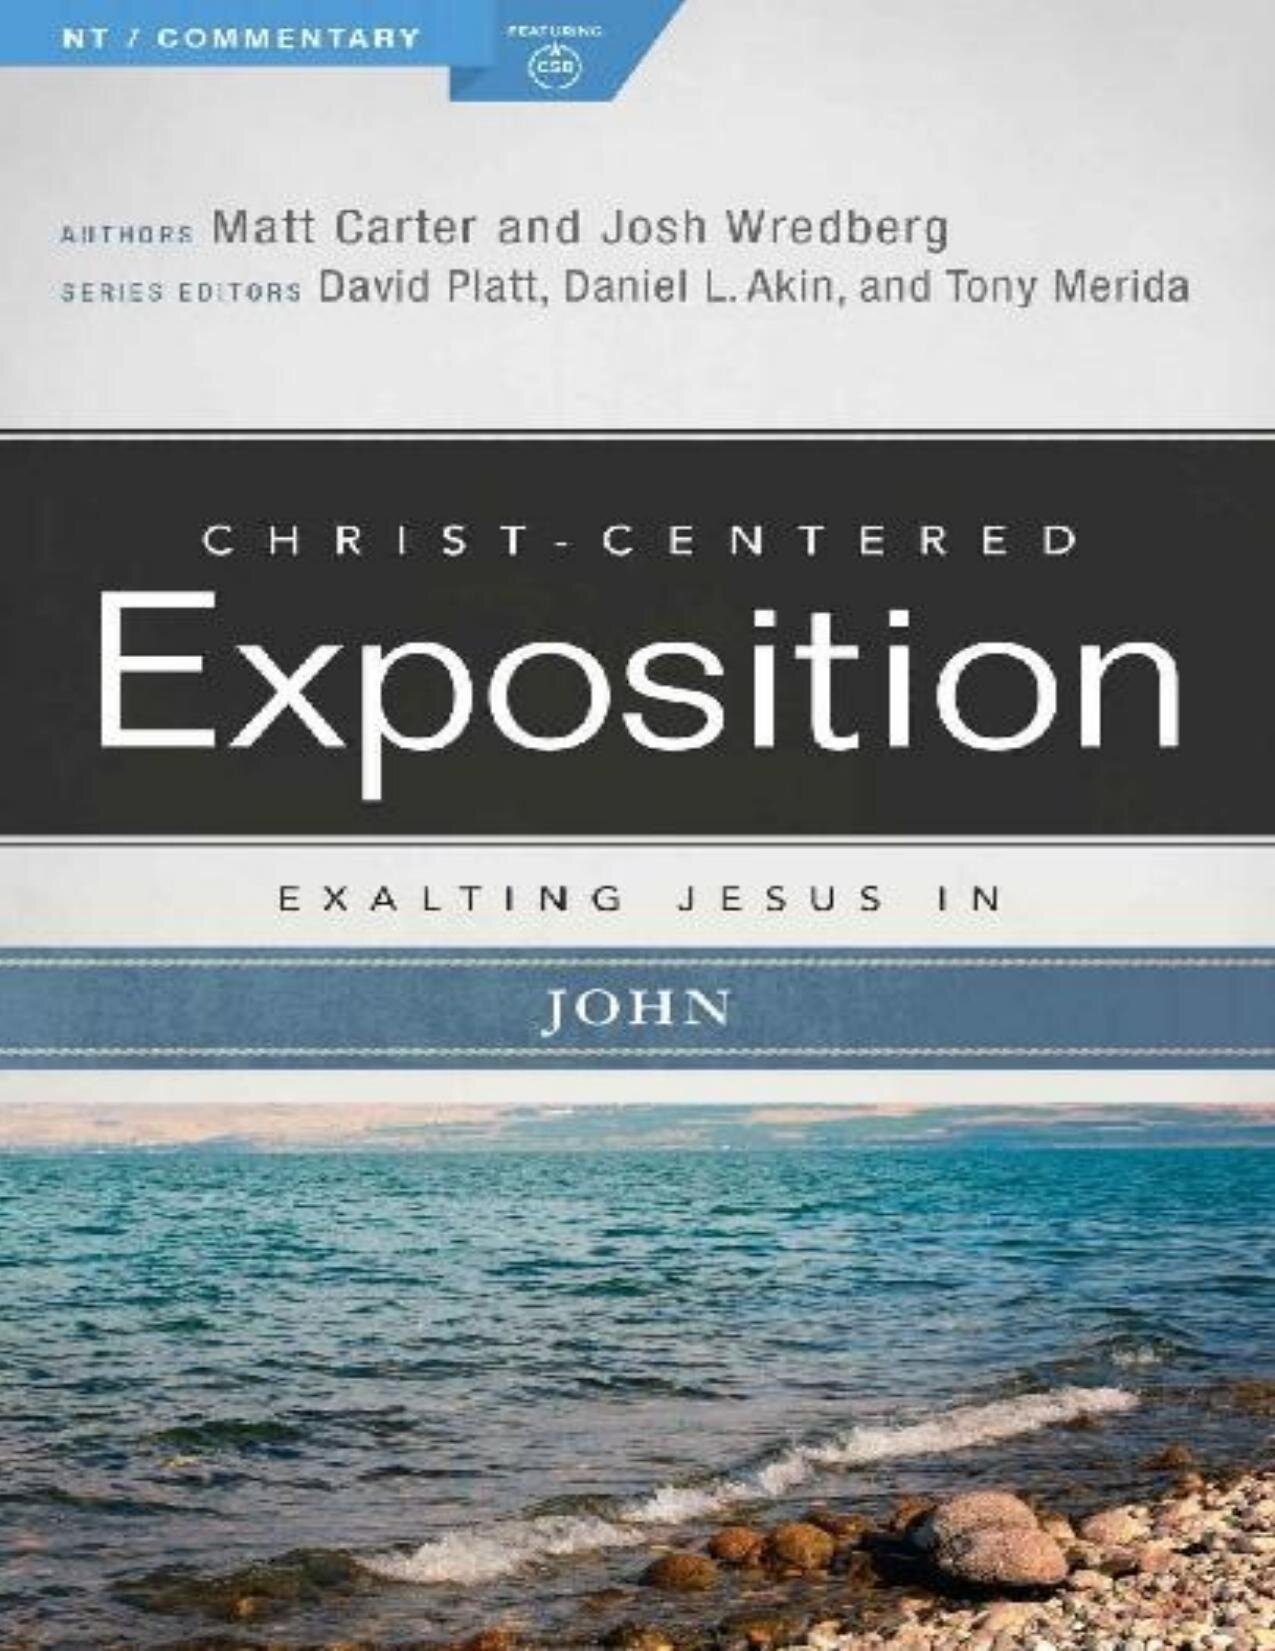 NT / COMMENTARY
FEATURING
CSB
AUTHORS Matt Carter and Josh Wredberg
SERIES EDITORS David Platt, Daniel L. Akin, and Tony Merida
CHRIST-CENTERED
Exposition
EXALTING JESUS IN
JOHN